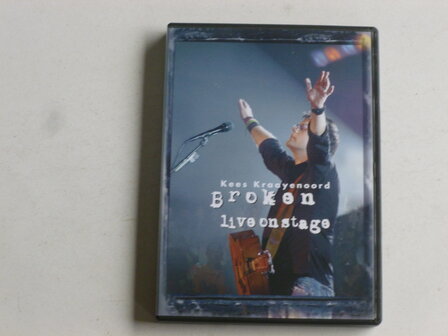 Kees Kraayenoord
Broken
live on stage